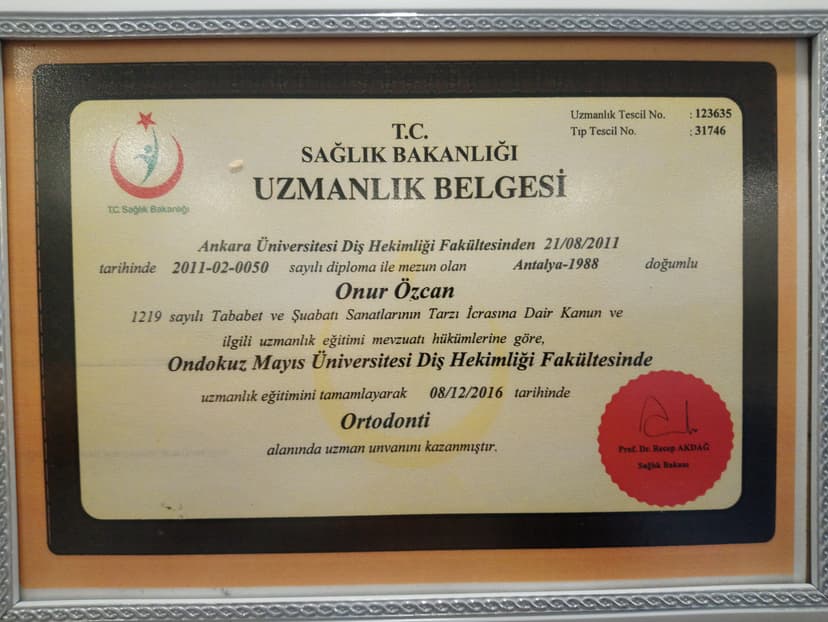 Uzmanlık Tescil No. : 123635
Tıp Tescil No. : 31746
T.C. Sağlık Bakanlığı
T.C.
SAĞLIK BAKANLIĞI
UZMANLIK BELGESİ
Ankara Üniversitesi Diş Hekimliği Fakültesinden 21/08/2011
tarihinde 2011-02-0050 sayılı diploma ile mezun olan Antalya-1988 doğumlu
Onur Özcan
1219 sayılı Tababet ve Şuabatı Sanatlarının Tarzı İcrasına Dair Kanun ve
ilgili uzmanlık eğitimi mevzuatı hükümlerine göre,
Ondokuz Mayıs Üniversitesi Diş Hekimliği Fakültesinde
uzmanlık eğitimini tamamlayarak 08/12/2016 tarihinde
Ortodonti
alanında uzman unvanını kazanmıştır.
Prof. Dr. Recep AKDAĞ
Sağlık Bakanı